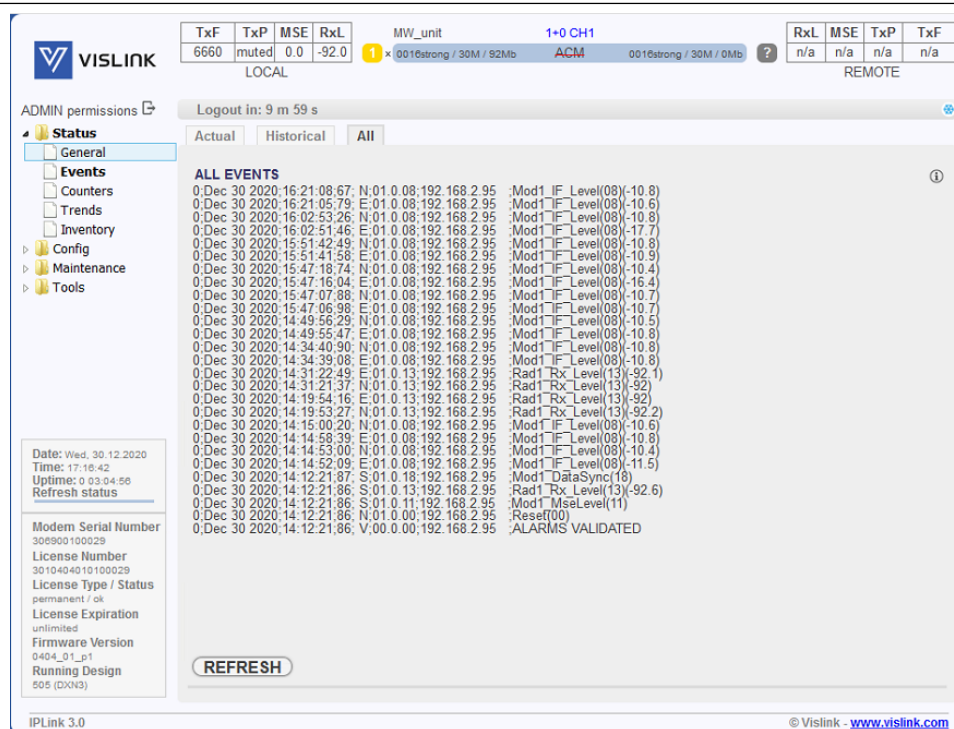 VISLINK
TxF TxP MSE RxL
6660 muted 0.0 -92.0
LOCAL
MW_unit 1+0 CH1
1 x 0016strong / 30M / 92Mb ACM 0016strong / 30M / 0Mb ?
RxL MSE TxP TxF
n/a n/a n/a n/a
REMOTE
ADMIN permissions
Logout in: 9 m 59 s
Status
General
Events
Counters
Trends
Inventory
Config
Maintenance
Tools
Actual Historical All
ALL EVENTS
0;Dec 30 2020;16:21:08;67; N;01.0.08;192.168.2.95 ;Mod1_IF_Level(08)(-10.8)
0;Dec 30 2020;16:21:05;79; E;01.0.08;192.168.2.95 ;Mod1_IF_Level(08)(-10.6)
0;Dec 30 2020;16:02:53;26; N;01.0.08;192.168.2.95 ;Mod1_IF_Level(08)(-10.8)
0;Dec 30 2020;16:02:51;46; E;01.0.08;192.168.2.95 ;Mod1_IF_Level(08)(-17.7)
0;Dec 30 2020;15:51:42;49; N;01.0.08;192.168.2.95 ;Mod1_IF_Level(08)(-10.8)
0;Dec 30 2020;15:51:41;58; E;01.0.08;192.168.2.95 ;Mod1_IF_Level(08)(-10.9)
0;Dec 30 2020;15:47:18;74; N;01.0.08;192.168.2.95 ;Mod1_IF_Level(08)(-10.4)
0;Dec 30 2020;15:47:16;04; E;01.0.08;192.168.2.95 ;Mod1_IF_Level(08)(-16.4)
0;Dec 30 2020;15:47:07;88; N;01.0.08;192.168.2.95 ;Mod1_IF_Level(08)(-10.7)
0;Dec 30 2020;15:47:06;98; E;01.0.08;192.168.2.95 ;Mod1_IF_Level(08)(-10.7)
0;Dec 30 2020;14:49:56;29; N;01.0.08;192.168.2.95 ;Mod1_IF_Level(08)(-10.5)
0;Dec 30 2020;14:49:55;47; E;01.0.08;192.168.2.95 ;Mod1_IF_Level(08)(-10.8)
0;Dec 30 2020;14:34:40;90; N;01.0.08;192.168.2.95 ;Mod1_IF_Level(08)(-10.8)
0;Dec 30 2020;14:34:39;08; E;01.0.08;192.168.2.95 ;Mod1_IF_Level(08)(-10.8)
0;Dec 30 2020;14:31:22;49; E;01.0.13;192.168.2.95 ;Rad1_Rx_Level(13)(-92.1)
0;Dec 30 2020;14:31:21;37; N;01.0.13;192.168.2.95 ;Rad1_Rx_Level(13)(-92)
0;Dec 30 2020;14:19:54;16; E;01.0.13;192.168.2.95 ;Rad1_Rx_Level(13)(-92)
0;Dec 30 2020;14:19:53;27; N;01.0.13;192.168.2.95 ;Rad1_Rx_Level(13)(-92.2)
0;Dec 30 2020;14:15:00;20; N;01.0.08;192.168.2.95 ;Mod1_IF_Level(08)(-10.6)
0;Dec 30 2020;14:14:58;39; E;01.0.08;192.168.2.95 ;Mod1_IF_Level(08)(-10.8)
0;Dec 30 2020;14:14:53;00; N;01.0.08;192.168.2.95 ;Mod1_IF_Level(08)(-10.4)
0;Dec 30 2020;14:14:52;09; E;01.0.08;192.168.2.95 ;Mod1_IF_Level(08)(-11.5)
0;Dec 30 2020;14:12:21;87; S;01.0.18;192.168.2.95 ;Mod1_DataSync(18)
0;Dec 30 2020;14:12:21;86; S;01.0.13;192.168.2.95 ;Rad1_Rx_Level(13)(-92.6)
0;Dec 30 2020;14:12:21;86; S;01.0.11;192.168.2.95 ;Mod1_MseLevel(11)
0;Dec 30 2020;14:12:21;86; N;01.0.00;192.168.2.95 ;Reset(00)
0;Dec 30 2020;14:12:21;86; V;00.0.00;192.168.2.95 ;ALARMS VALIDATED
REFRESH
Date: Wed, 30.12.2020
Time: 17:16:42
Uptime: 0 03:04:56
Refresh status
Modem Serial Number
306900100029
License Number
3010404010100029
License Type / Status
permanent / ok
License Expiration
unlimited
Firmware Version
0404_01_p1
Running Design
505 (DXN3)
IPLink 3.0
© Vislink - www.vislink.com